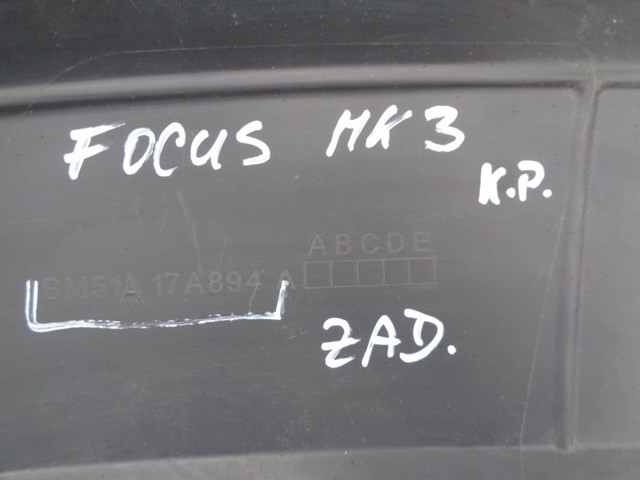 FOCUS MK3
K.P.
ABCDE
BM51A 17A894 A
ZAD.